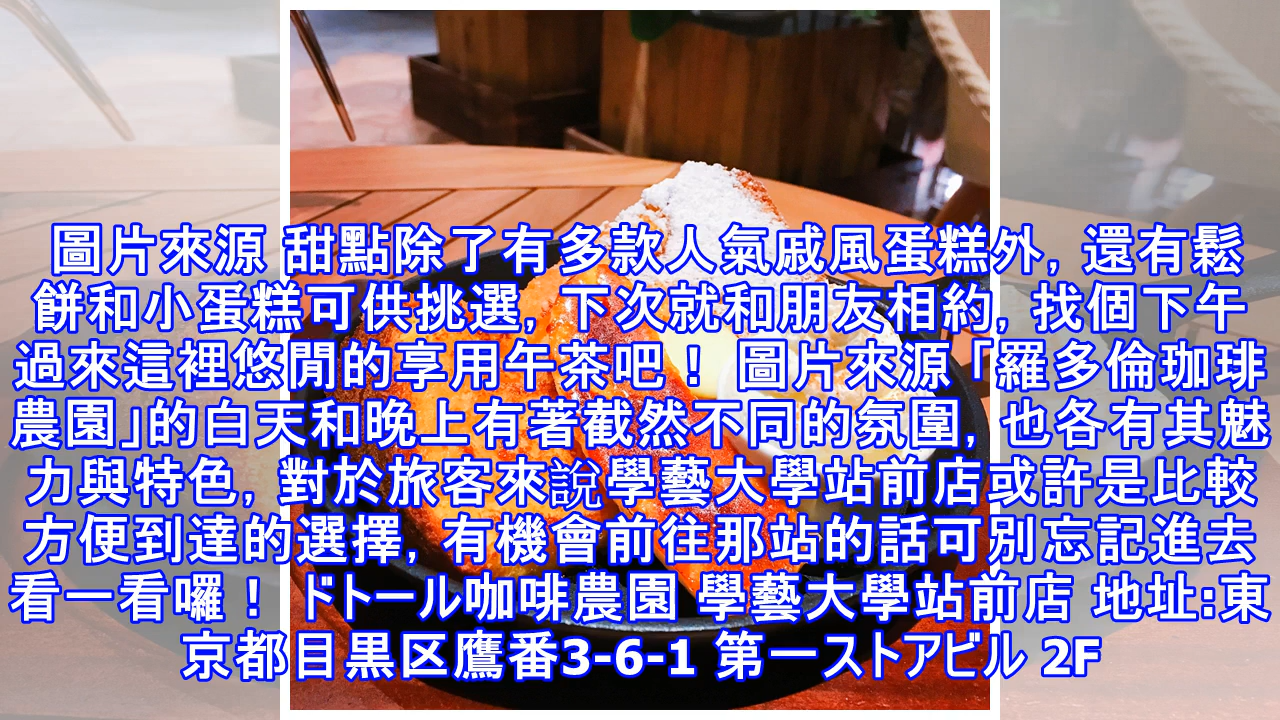 圖片來源 甜點除了有多款人氣戚風蛋糕外, 還有鬆
餅和小蛋糕可供挑選, 下次就和朋友相約, 找個下午
過來這裡悠閒的享用午茶吧！ 圖片來源「羅多倫珈琲
農園」的白天和晚上有著截然不同的氛圍, 也各有其魅
力與特色, 對於旅客來說學藝大學站前店或許是比較
方便到達的選擇, 有機會前往那站的話可別忘記進去
看一看囉！ ドトール咖啡農園 學藝大學站前店 地址:東
京都目黒区鷹番3-6-1 第一ストアビル 2F